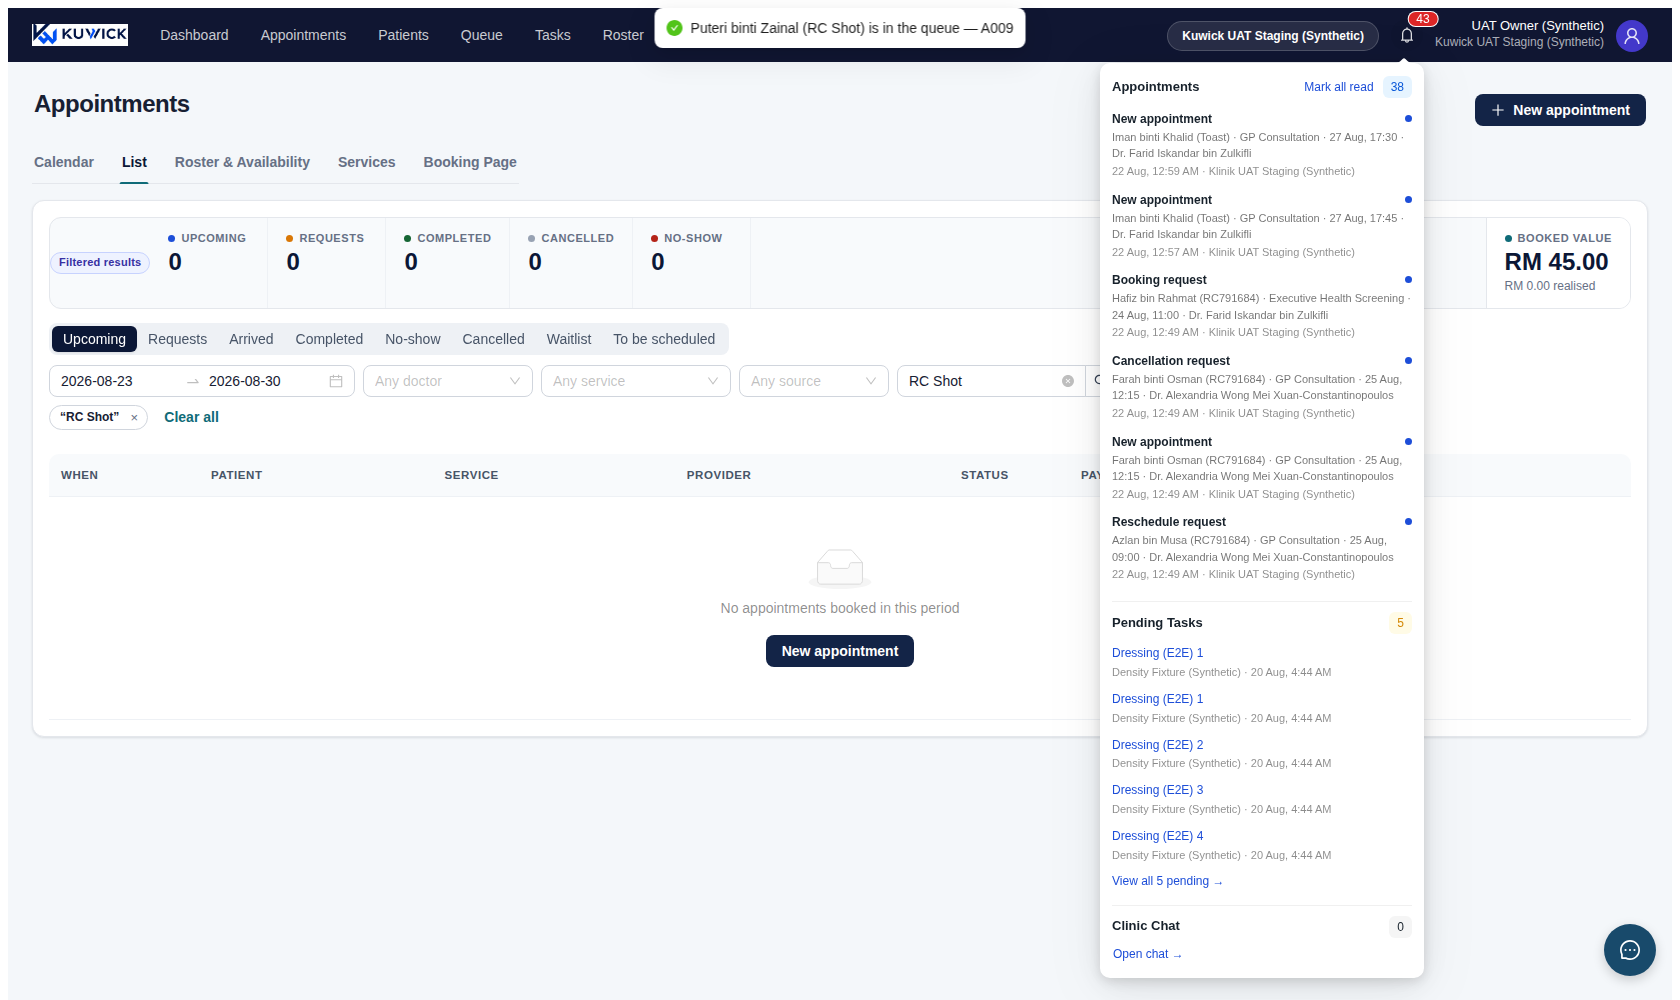 KUWICK
Dashboard
Appointments
Patients
Queue
Tasks
Roster
Puteri binti Zainal (RC Shot) is in the queue — A009
Kuwick UAT Staging (Synthetic)
43
UAT Owner (Synthetic)
Kuwick UAT Staging (Synthetic)
Appointments
New appointment
Calendar
List
Roster & Availability
Services
Booking Page
Filtered results
UPCOMING
0
REQUESTS
0
COMPLETED
0
CANCELLED
0
NO-SHOW
0
BOOKED VALUE
RM 45.00
RM 0.00 realised
Upcoming
Requests
Arrived
Completed
No-show
Cancelled
Waitlist
To be scheduled
2026-08-23
2026-08-30
Any doctor
Any service
Any source
RC Shot
“RC Shot” ×
Clear all
WHEN
PATIENT
SERVICE
PROVIDER
STATUS
PAY
No appointments booked in this period
New appointment
Appointments
Mark all read
38
New appointment
Iman binti Khalid (Toast) · GP Consultation · 27 Aug, 17:30 ·
Dr. Farid Iskandar bin Zulkifli
22 Aug, 12:59 AM · Klinik UAT Staging (Synthetic)
New appointment
Iman binti Khalid (Toast) · GP Consultation · 27 Aug, 17:45 ·
Dr. Farid Iskandar bin Zulkifli
22 Aug, 12:57 AM · Klinik UAT Staging (Synthetic)
Booking request
Hafiz bin Rahmat (RC791684) · Executive Health Screening ·
24 Aug, 11:00 · Dr. Farid Iskandar bin Zulkifli
22 Aug, 12:49 AM · Klinik UAT Staging (Synthetic)
Cancellation request
Farah binti Osman (RC791684) · GP Consultation · 25 Aug,
12:15 · Dr. Alexandria Wong Mei Xuan-Constantinopoulos
22 Aug, 12:49 AM · Klinik UAT Staging (Synthetic)
New appointment
Farah binti Osman (RC791684) · GP Consultation · 25 Aug,
12:15 · Dr. Alexandria Wong Mei Xuan-Constantinopoulos
22 Aug, 12:49 AM · Klinik UAT Staging (Synthetic)
Reschedule request
Azlan bin Musa (RC791684) · GP Consultation · 25 Aug,
09:00 · Dr. Alexandria Wong Mei Xuan-Constantinopoulos
22 Aug, 12:49 AM · Klinik UAT Staging (Synthetic)
Pending Tasks
5
Dressing (E2E) 1
Density Fixture (Synthetic) · 20 Aug, 4:44 AM
Dressing (E2E) 1
Density Fixture (Synthetic) · 20 Aug, 4:44 AM
Dressing (E2E) 2
Density Fixture (Synthetic) · 20 Aug, 4:44 AM
Dressing (E2E) 3
Density Fixture (Synthetic) · 20 Aug, 4:44 AM
Dressing (E2E) 4
Density Fixture (Synthetic) · 20 Aug, 4:44 AM
View all 5 pending →
Clinic Chat
0
Open chat →